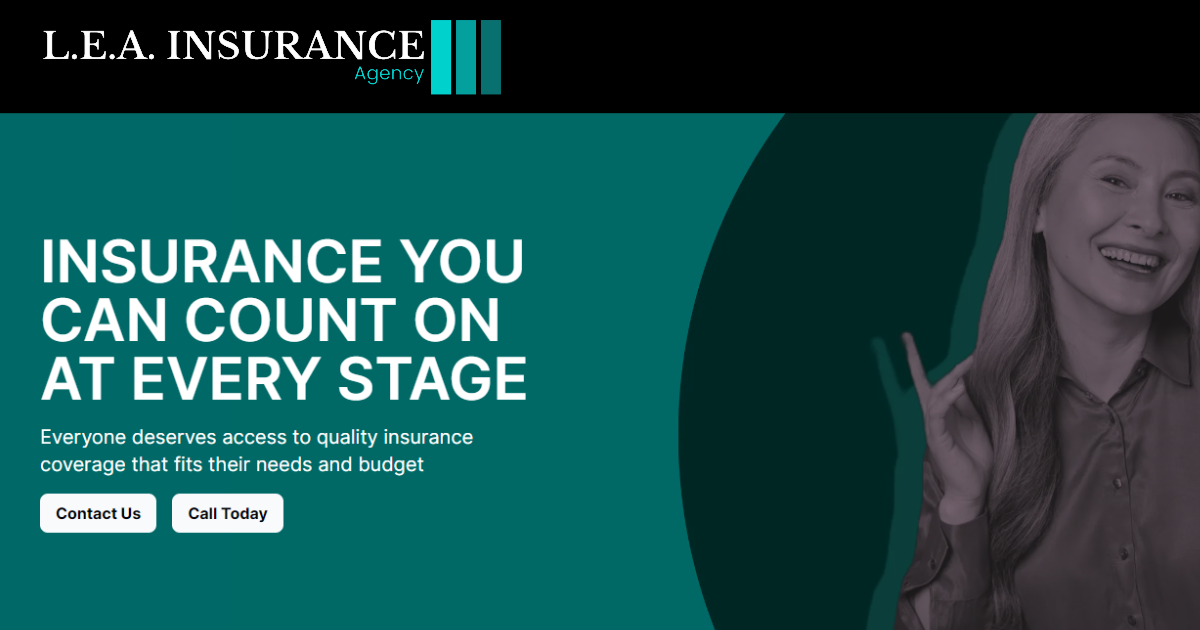 L.E.A. INSURANCE
Agency
INSURANCE YOU
CAN COUNT ON
AT EVERY STAGE
Everyone deserves access to quality insurance
coverage that fits their needs and budget
Contact Us
Call Today